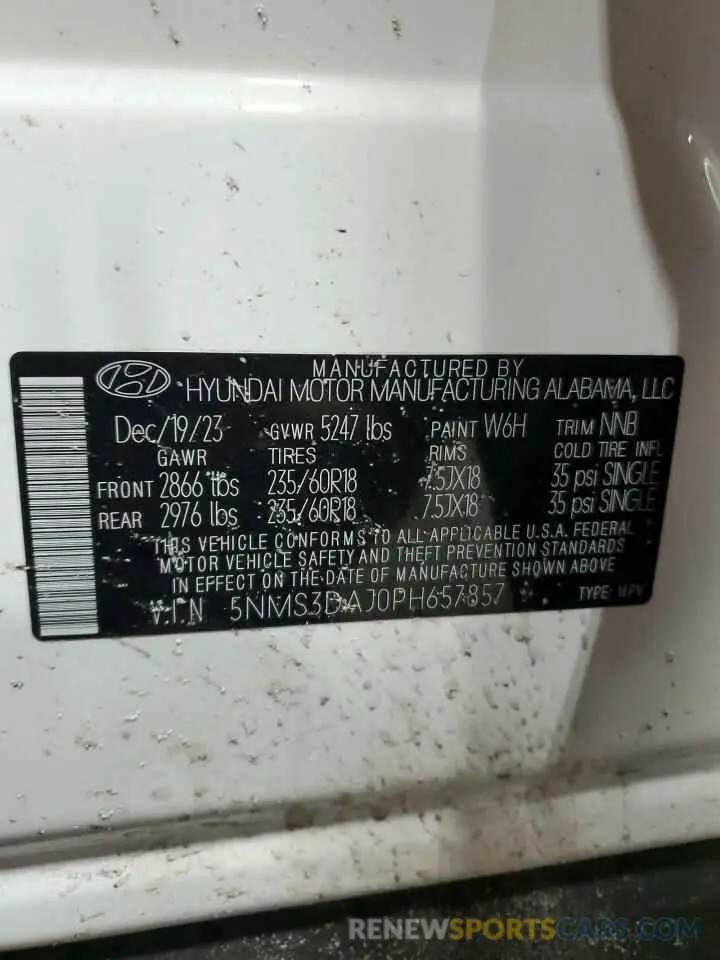 MANUFACTURED BY
HYUNDAI MOTOR MANUFACTURING ALABAMA, LLC
Dec/19/23 GVWR 5247 lbs PAINT W6H TRIM NNB
GAWR TIRES RIMS COLD TIRE INFL
FRONT 2866 lbs 235/60R18 7.5JX18 35 psi SINGLE
REAR 2976 lbs 235/60R18 7.5JX18 35 psi SINGLE
THIS VEHICLE CONFORMS TO ALL APPLICABLE U.S.A. FEDERAL
MOTOR VEHICLE SAFETY AND THEFT PREVENTION STANDARDS
IN EFFECT ON THE DATE OF MANUFACTURE SHOWN ABOVE
V.I.N 5NMS3DAJ0PH657857 TYPE: MPV
RENEWSPORTSCARS.COM